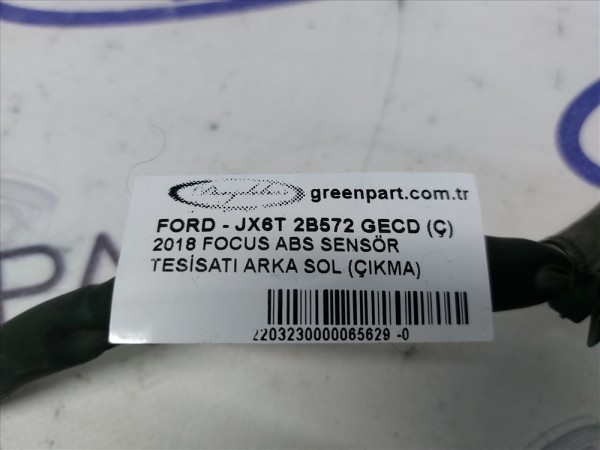 greenpart.com.tr
FORD - JX6T 2B572 GECD (Ç)
2018 FOCUS ABS SENSÖR
TESİSATI ARKA SOL (ÇIKMA)
2203230000065629 -0